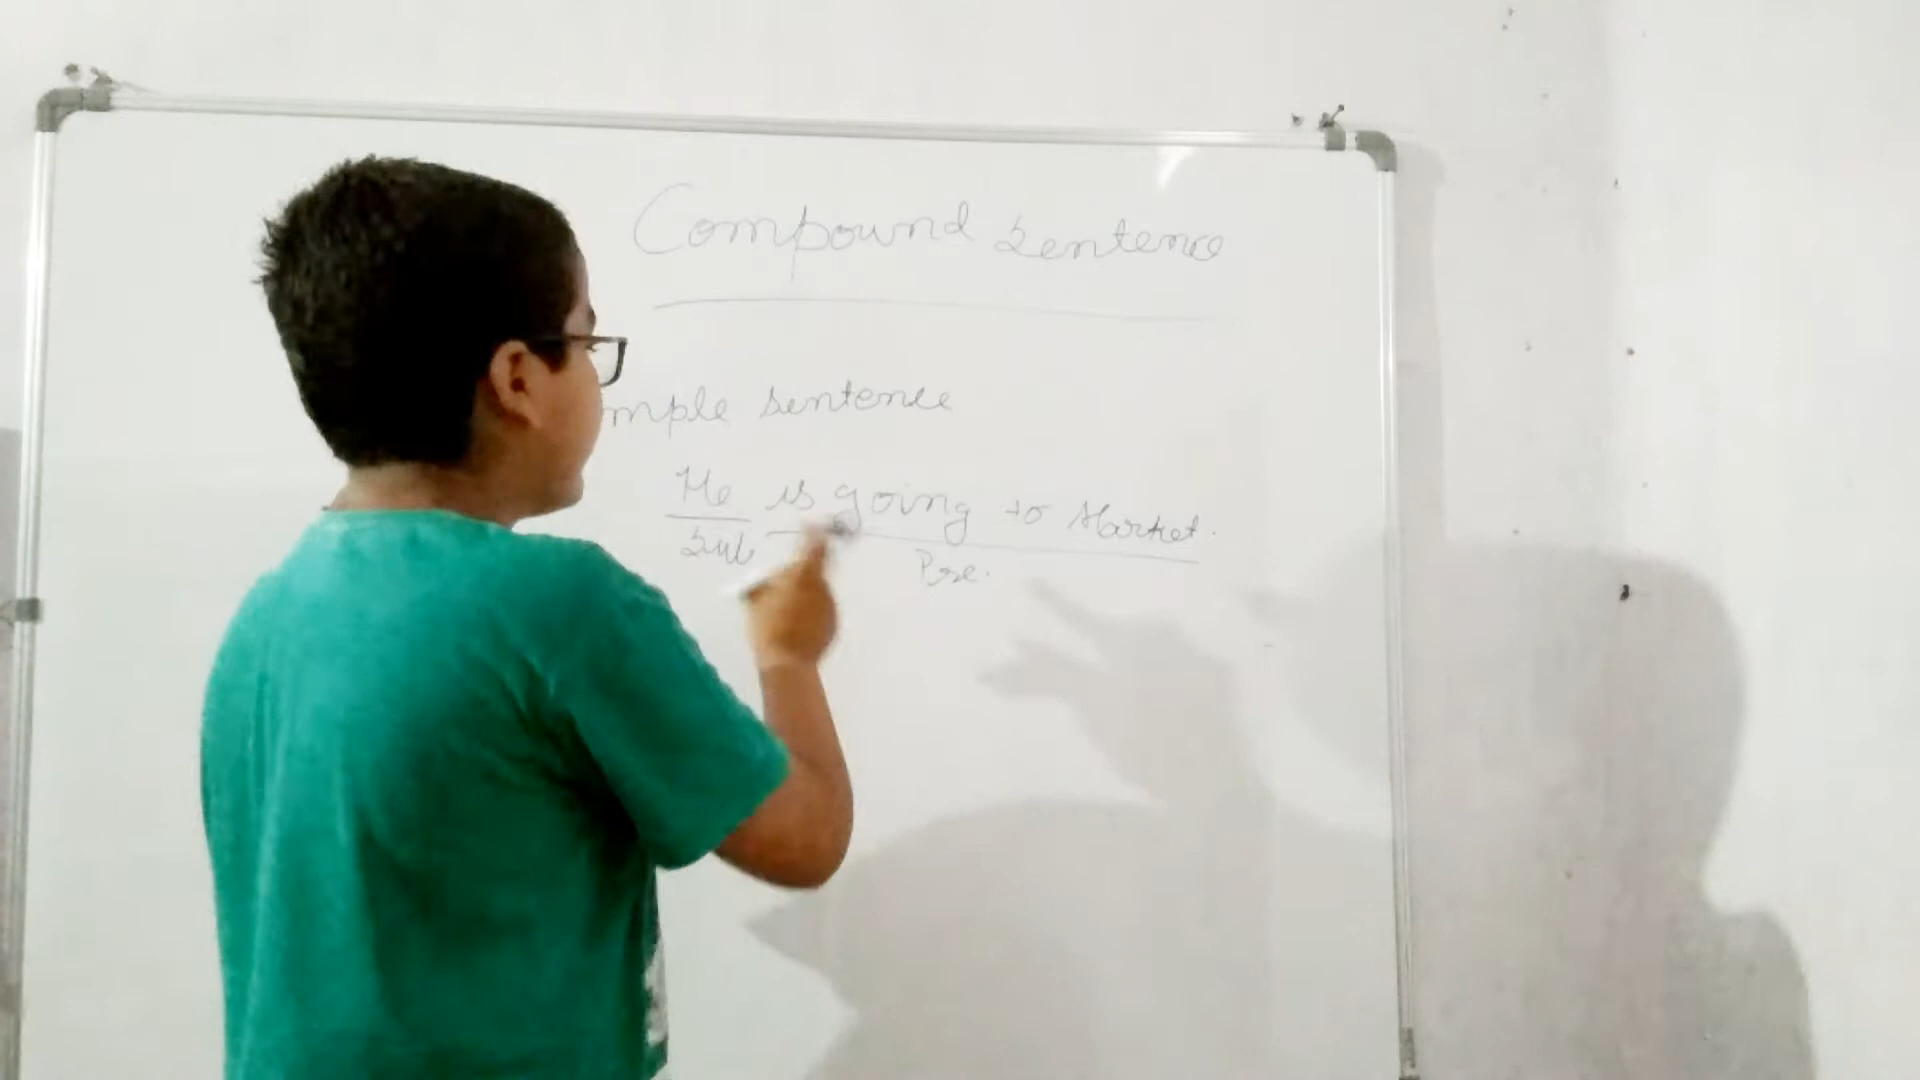 Compound Sentence
mple sentence
He is going to Market.
Sub Pre.